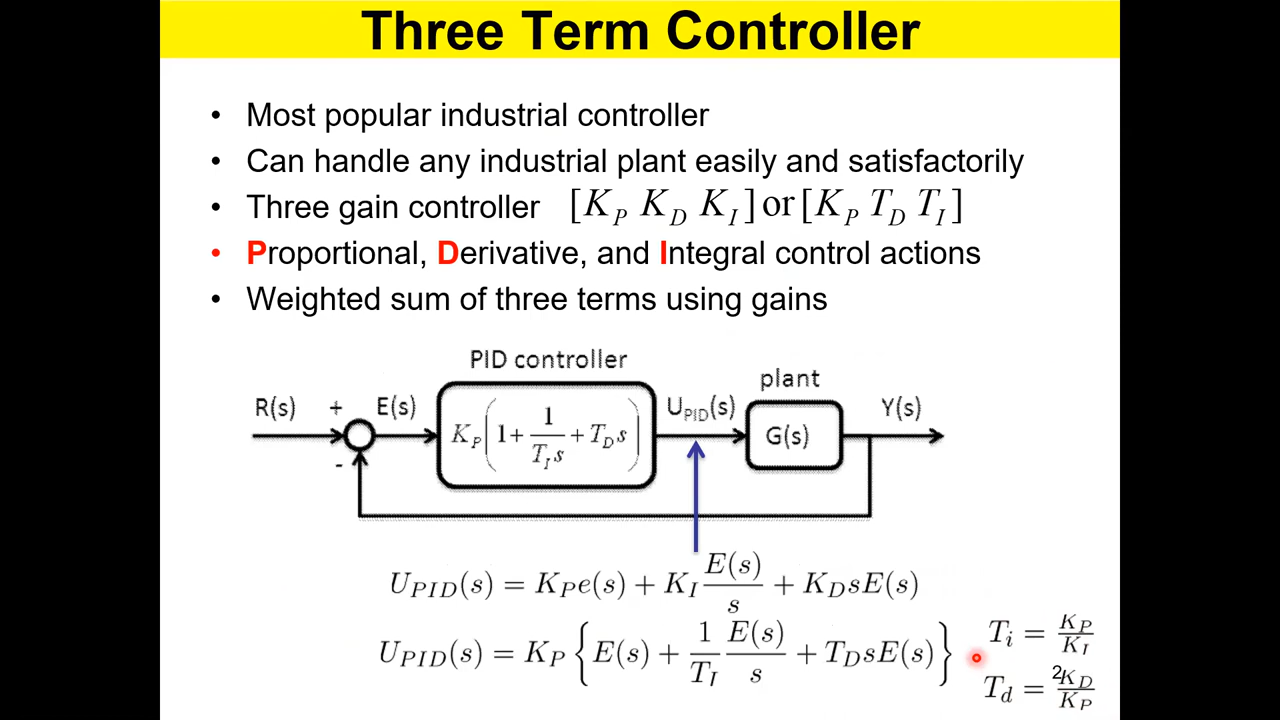 Three Term Controller
• Most popular industrial controller
• Can handle any industrial plant easily and satisfactorily
• Three gain controller [K_P K_D K_I] or [K_P T_D T_I]
• Proportional, Derivative, and Integral control actions
• Weighted sum of three terms using gains
PID controller
plant
R(s) + E(s) K_P(1+ 1/(T_I s) + T_D s) U_PID(s) G(s) Y(s)
-
U_PID(s) = K_P e(s) + K_I E(s)/s + K_D sE(s)
U_PID(s) = K_P {E(s) + 1/T_I E(s)/s + T_D sE(s)}
T_i = K_P/K_I
T_d = K_D/K_P
2